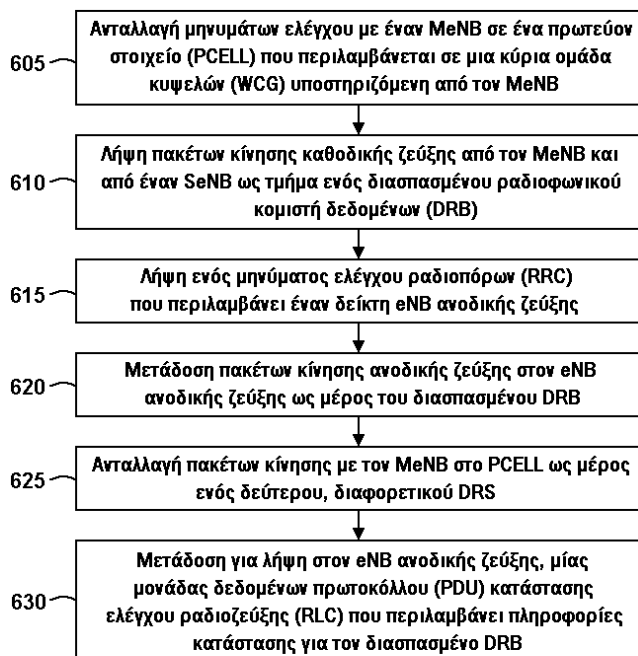 605
Ανταλλαγή μηνυμάτων ελέγχου με έναν MeNB σε ένα πρωτεύον
στοιχείο (PCELL) που περιλαμβάνεται σε μια κύρια ομάδα
κυψελών (WCG) υποστηριζόμενη από τον MeNB
610
Λήψη πακέτων κίνησης καθοδικής ζεύξης από τον MeNB και
από έναν SeNB ως τμήμα ενός διασπασμένου ραδιοφωνικού
κομιστή δεδομένων (DRB)
615
Λήψη ενός μηνύματος ελέγχου ραδιοπόρων (RRC)
που περιλαμβάνει έναν δείκτη eNB ανοδικής ζεύξης
620
Μετάδοση πακέτων κίνησης ανοδικής ζεύξης στον eNB
ανοδικής ζεύξης ως μέρος του διασπασμένου DRB
625
Ανταλλαγή πακέτων κίνησης με τον MeNB στο PCELL ως μέρος
ενός δεύτερου, διαφορετικού DRS
630
Μετάδοση για λήψη στον eNB ανοδικής ζεύξης, μίας
μονάδας δεδομένων πρωτοκόλλου (PDU) κατάστασης
ελέγχου ραδιοζεύξης (RLC) που περιλαμβάνει πληροφορίες
κατάστασης για τον διασπασμένο DRB